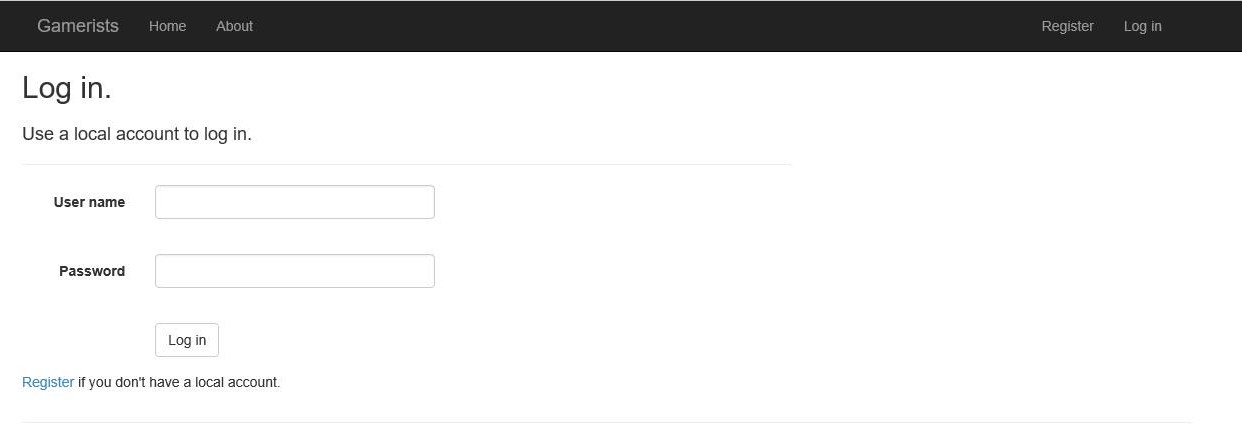 Gamerists Home About Register Log in
Log in.
Use a local account to log in.
User name
Password
Log in
Register if you don't have a local account.